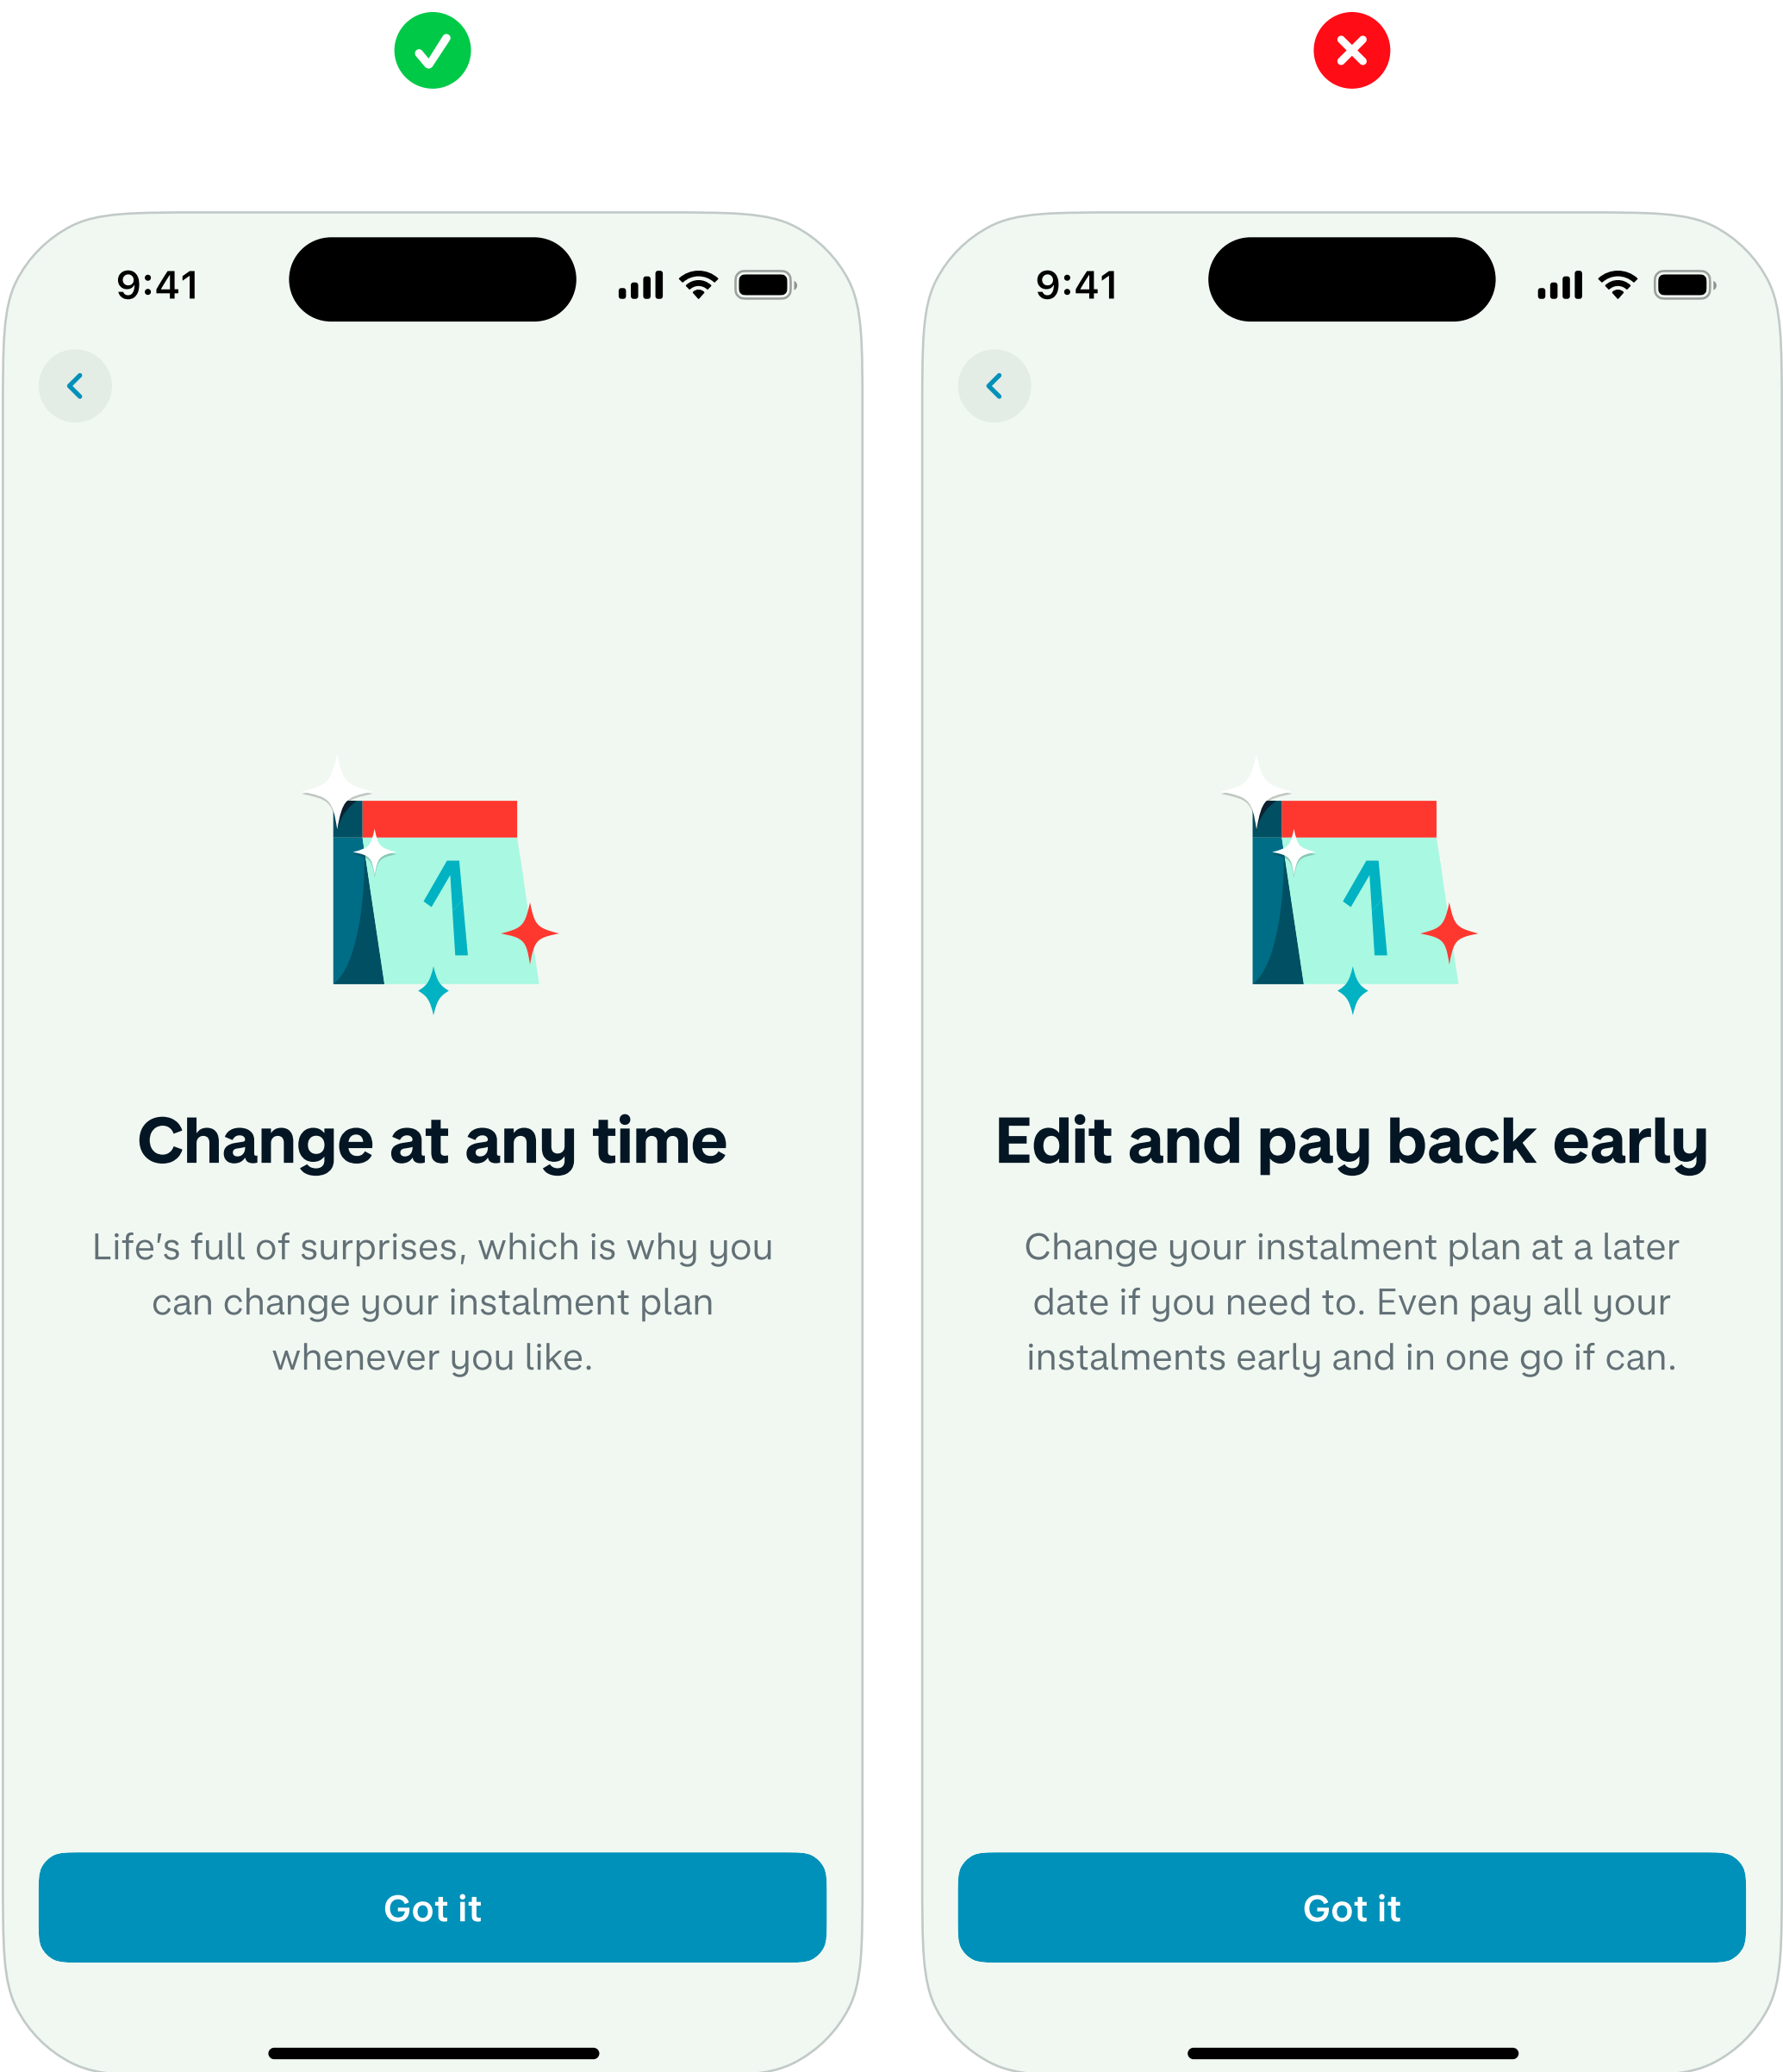 9:41
1
Change at any time
Life's full of surprises, which is why you
can change your instalment plan
whenever you like.
Got it
9:41
1
Edit and pay back early
Change your instalment plan at a later
date if you need to. Even pay all your
instalments early and in one go if can.
Got it